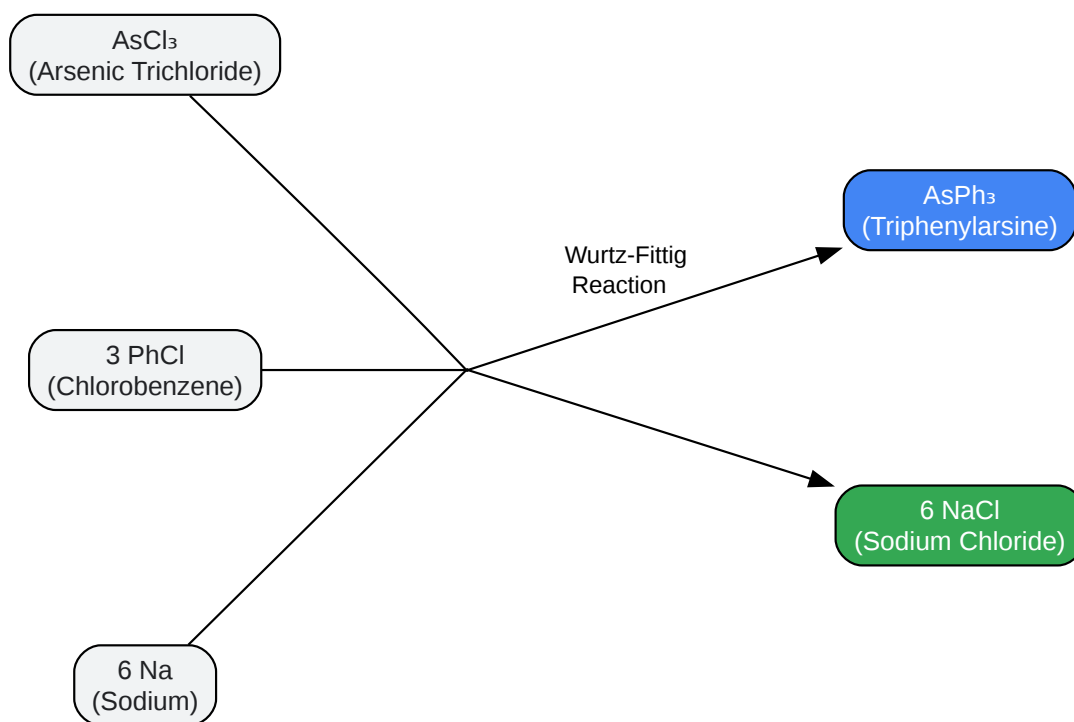 AsCl₃
(Arsenic Trichloride)
3 PhCl
(Chlorobenzene)
6 Na
(Sodium)
Wurtz-Fittig
Reaction
AsPh₃
(Triphenylarsine)
6 NaCl
(Sodium Chloride)